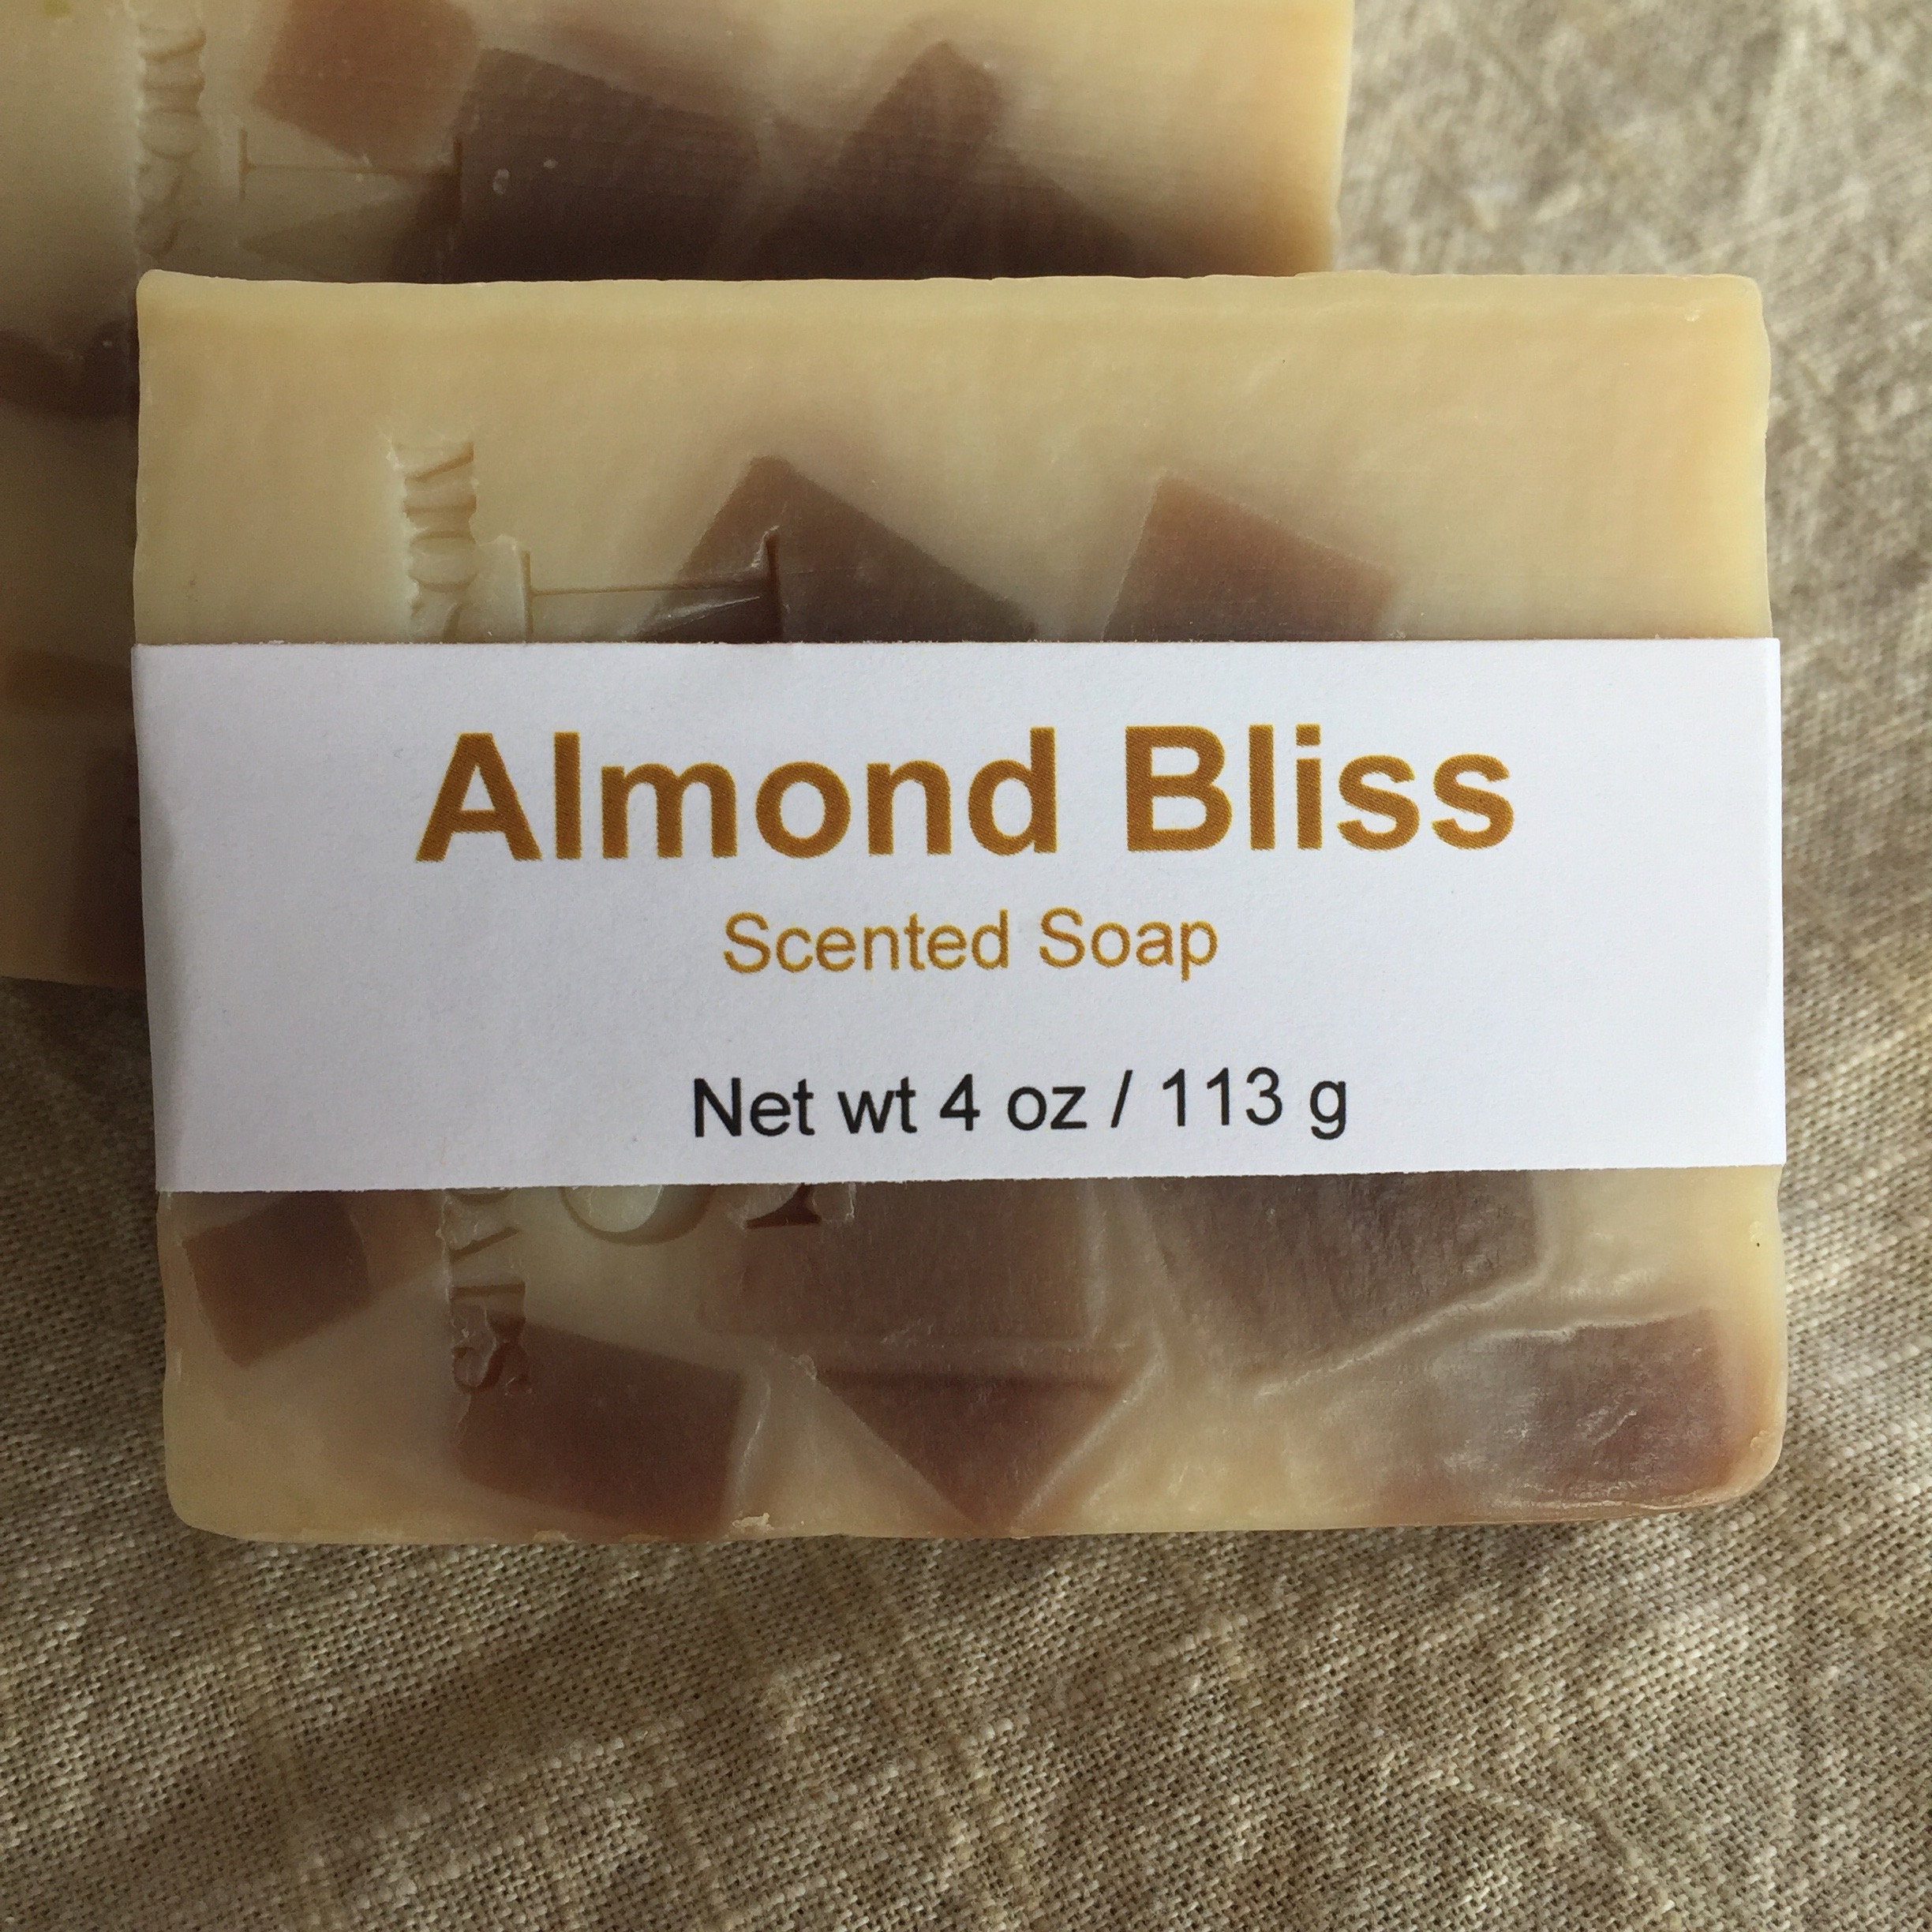 Almond Bliss
Scented Soap
Net wt 4 oz / 113 g